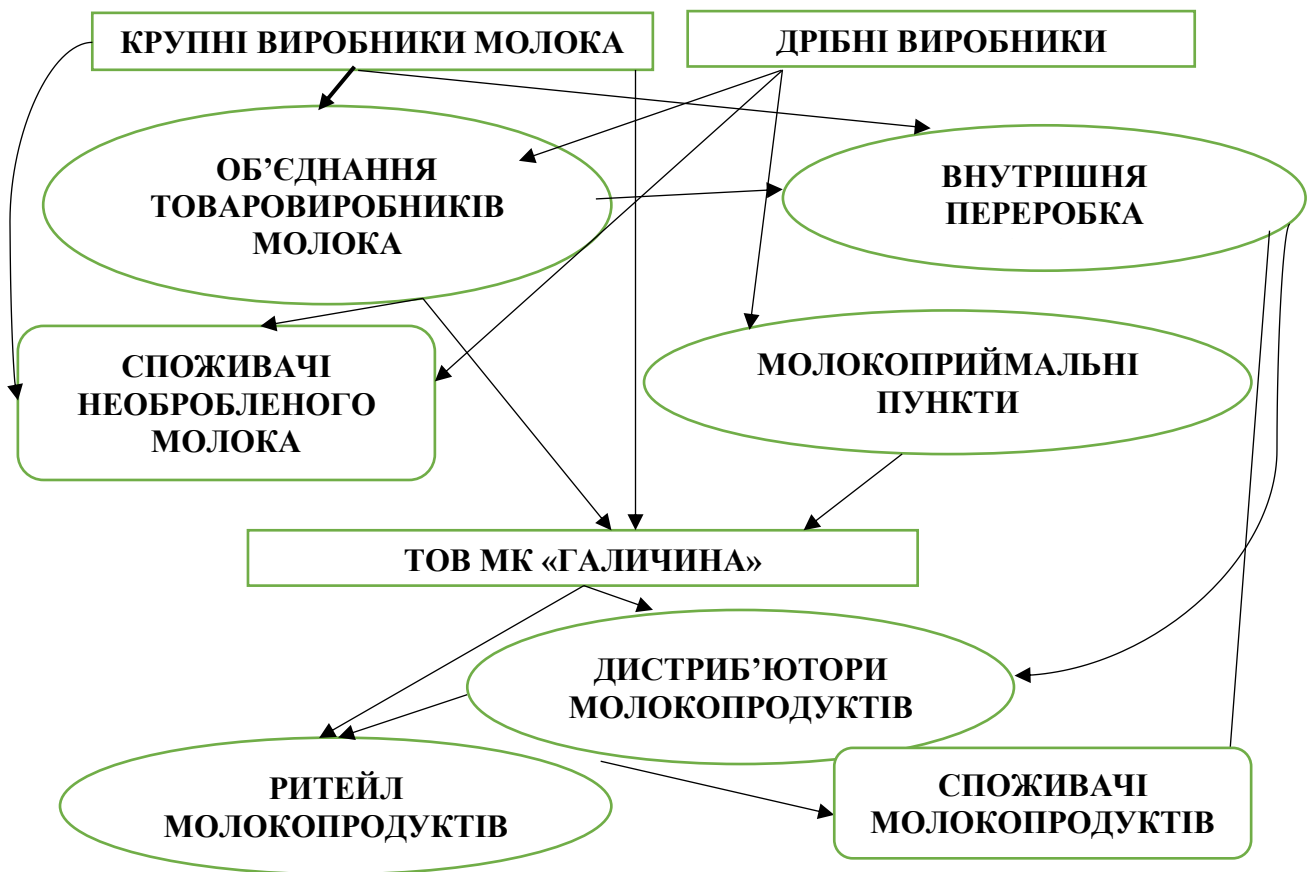 КРУПНІ ВИРОБНИКИ МОЛОКА
ДРІБНІ ВИРОБНИКИ
ОБ’ЄДНАННЯ
ТОВАРОВИРОБНИКІВ
МОЛОКА
ВНУТРІШНЯ
ПЕРЕРОБКА
СПОЖИВАЧІ
НЕОБРОБЛЕНОГО
МОЛОКА
МОЛОКОПРИЙМАЛЬНІ
ПУНКТИ
ТОВ МК «ГАЛИЧИНА»
ДИСТРИБ’ЮТОРИ
МОЛОКОПРОДУКТІВ
РИТЕЙЛ
МОЛОКОПРОДУКТІВ
СПОЖИВАЧІ
МОЛОКОПРОДУКТІВ